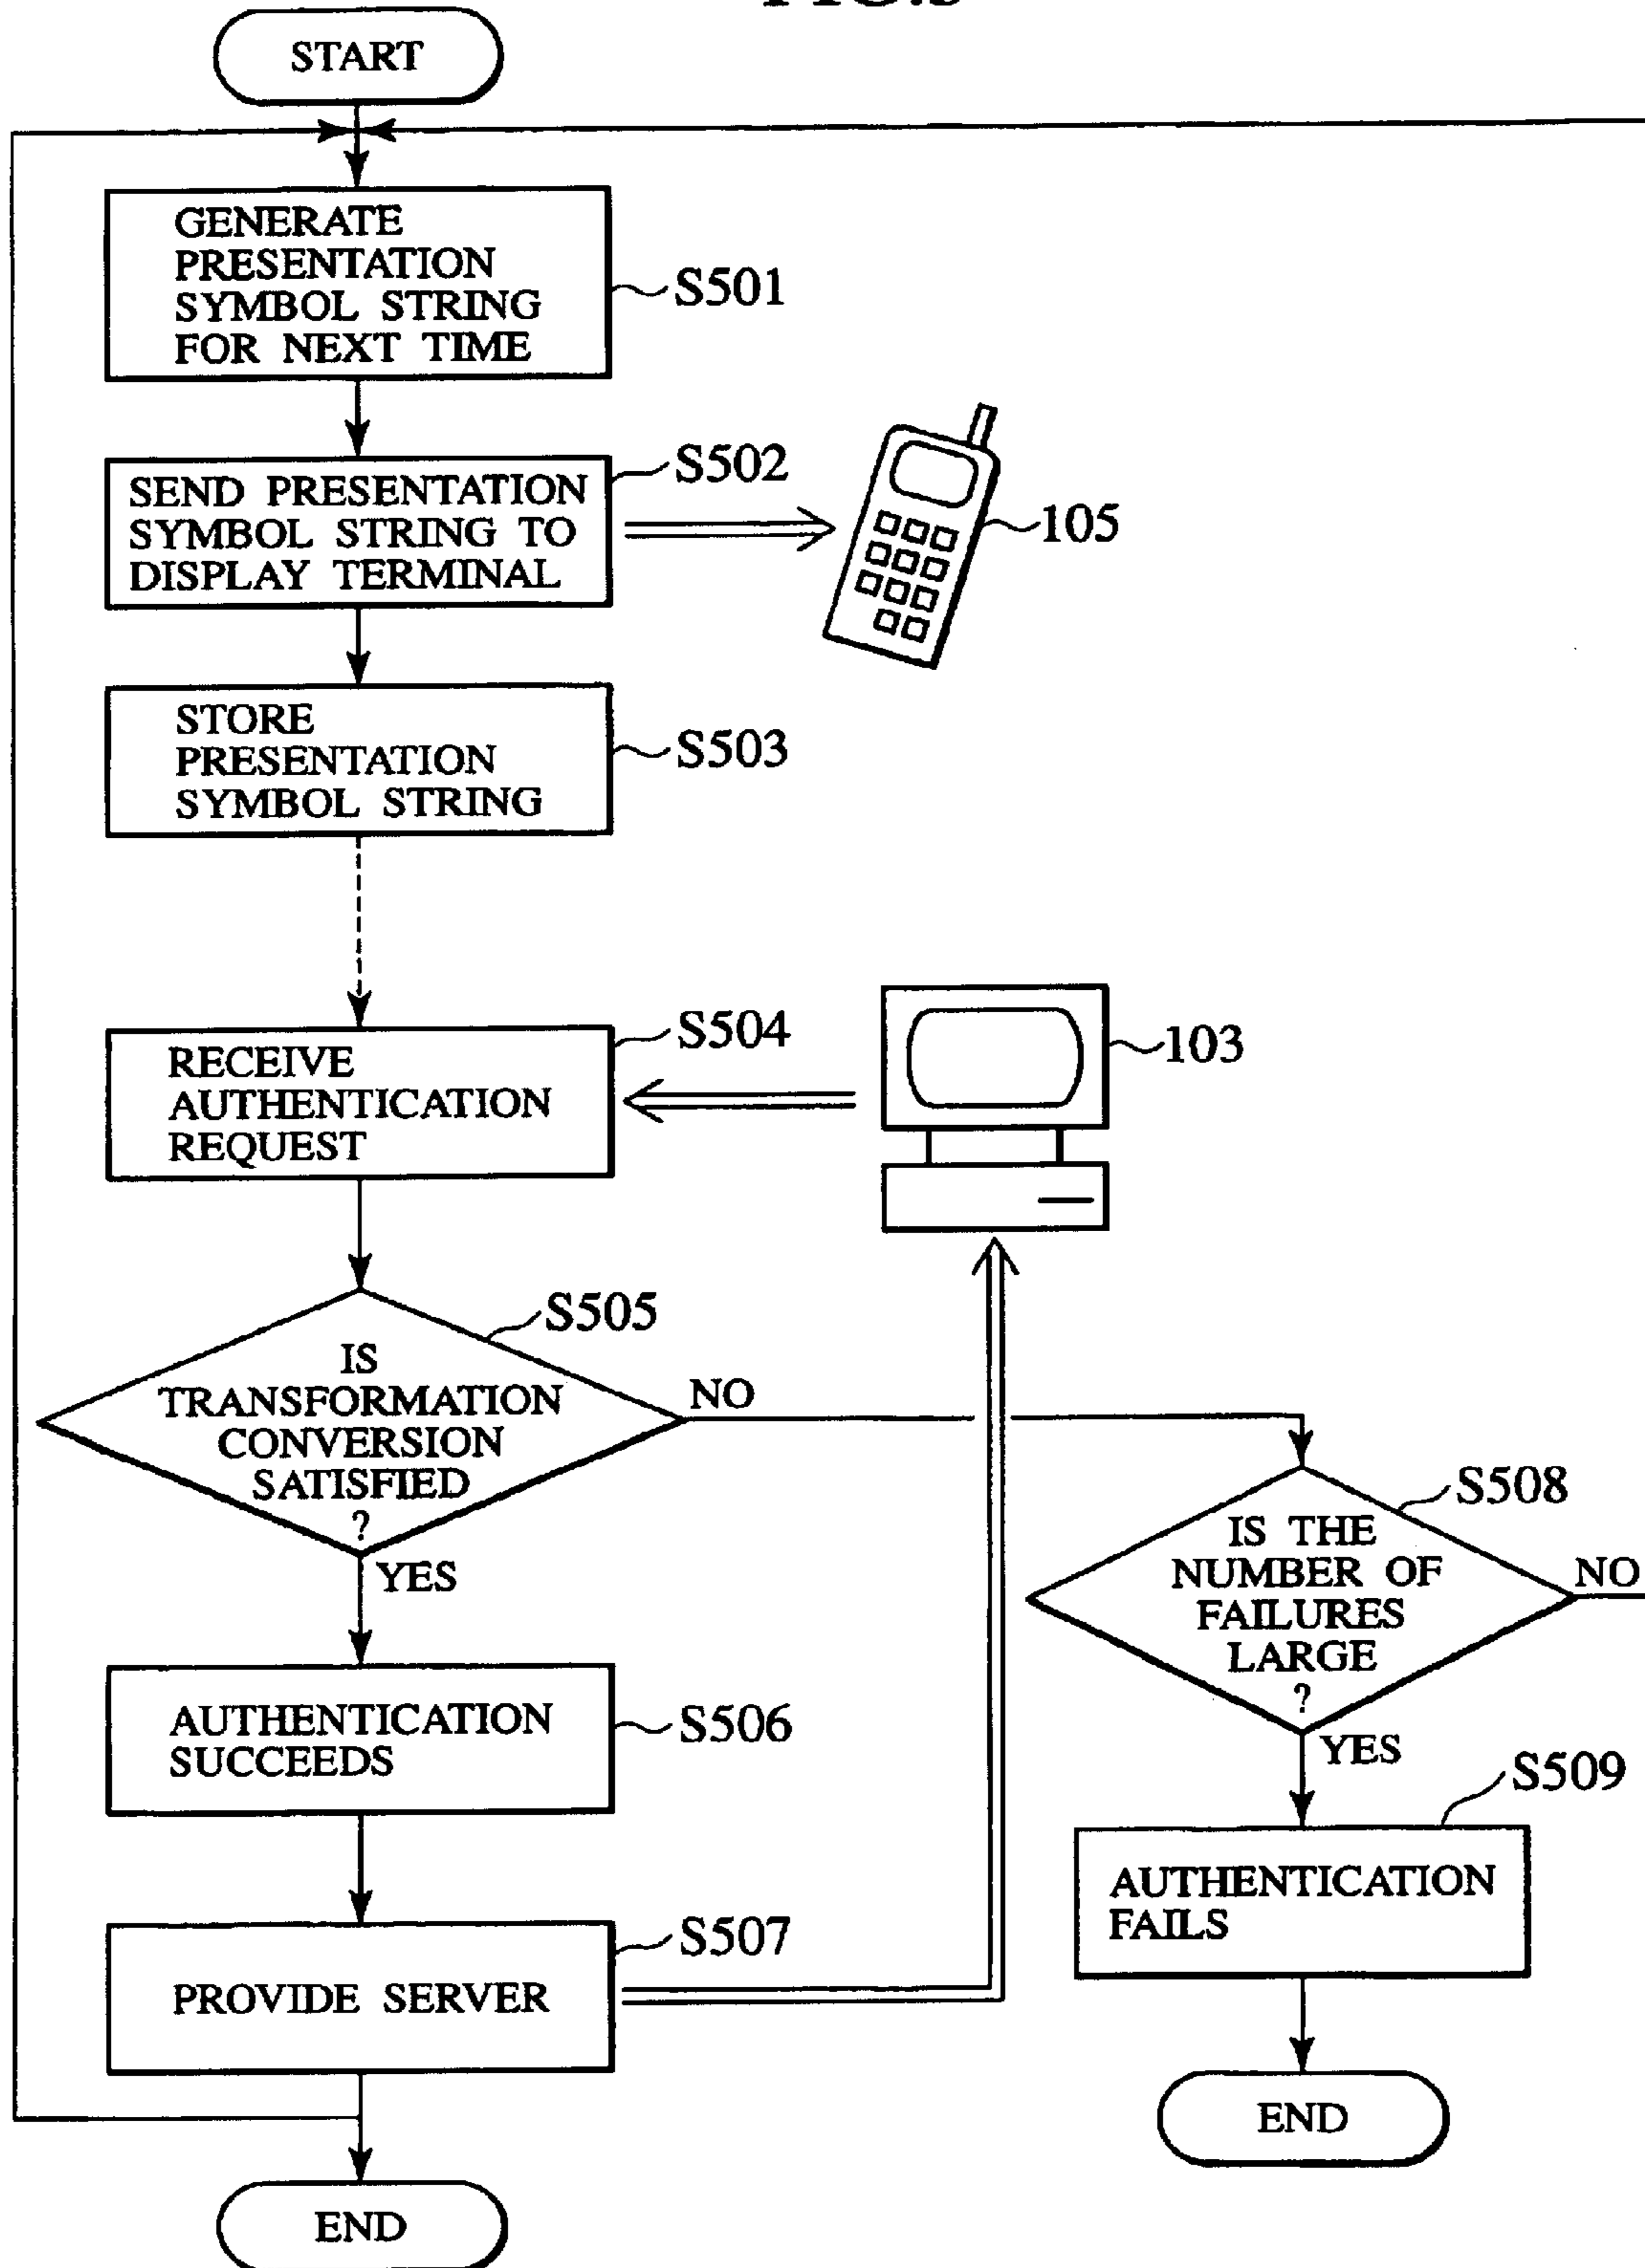 START
GENERATE
PRESENTATION
SYMBOL STRING
FOR NEXT TIME
S501
SEND PRESENTATION
SYMBOL STRING TO
DISPLAY TERMINAL
S502
105
STORE
PRESENTATION
SYMBOL STRING
S503
RECEIVE
AUTHENTICATION
REQUEST
S504
103
IS
TRANSFORMATION
CONVERSION
SATISFIED
?
S505
NO
YES
IS THE
NUMBER OF
FAILURES
LARGE
?
S508
NO
YES
AUTHENTICATION
SUCCEEDS
S506
AUTHENTICATION
FAILS
S509
PROVIDE SERVER
S507
END
END